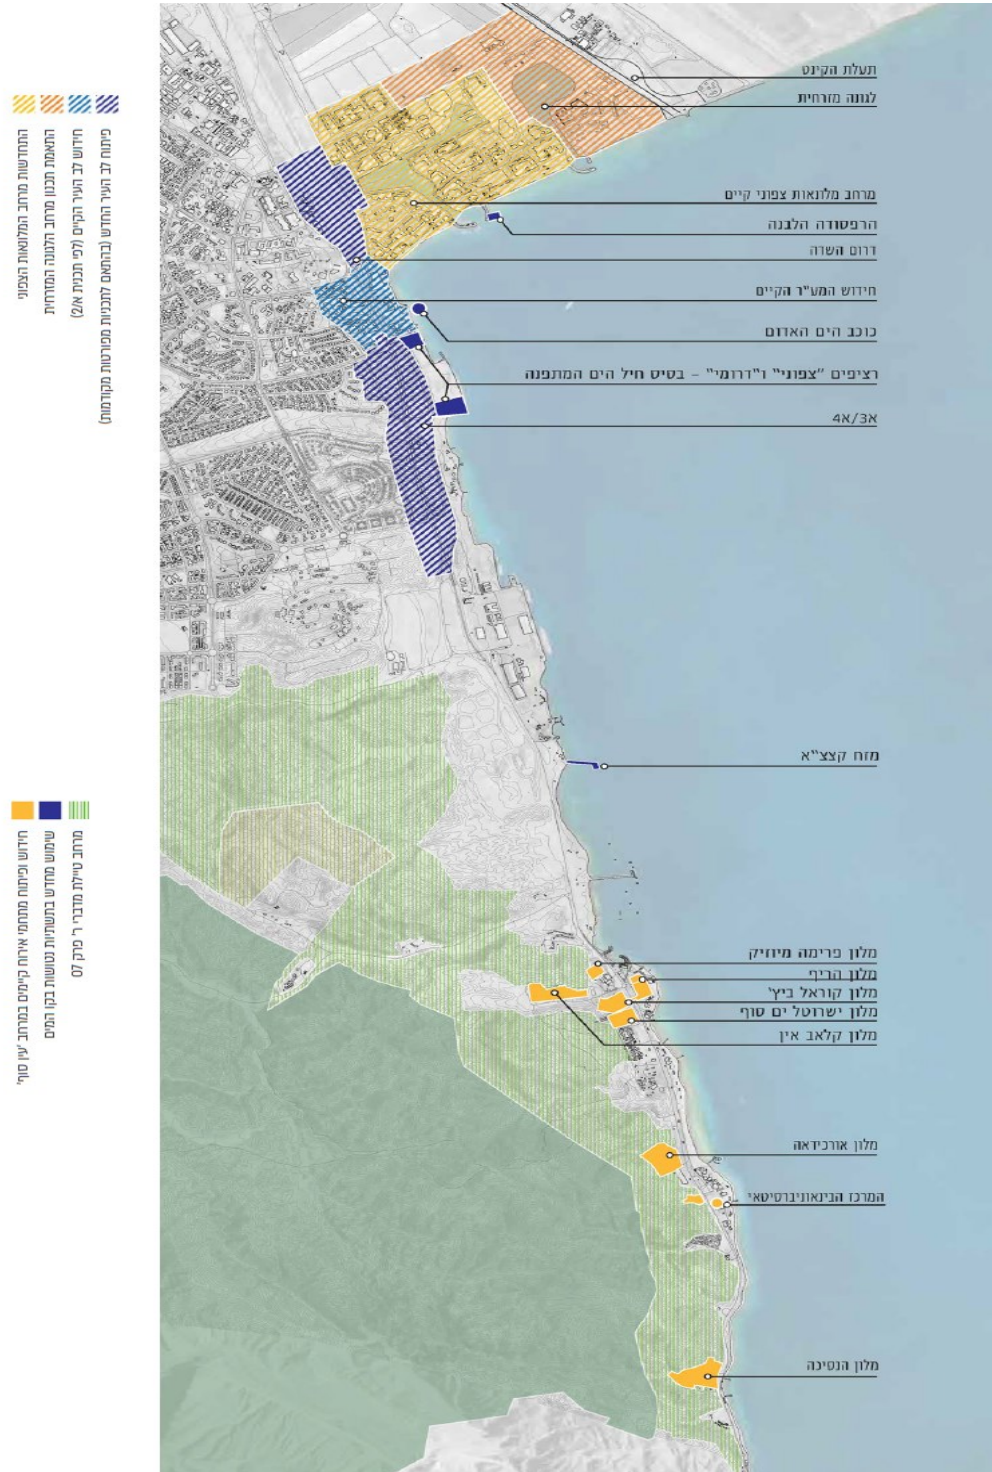 תעלת הקינט
לגונה מזרחית
מרחב מלונאות צפוני קיים
הרפסודה הלבנה
דרום השדה
חידוש המע"ר הקיים
כוכב הים האדום
רציפים "צפוני" ו"דרומי" - בסיס חיל הים המתפנה
א3/א4
מזח קצצ"א
מלון פרימה מיוזיק
מלון הריף
מלון קוראל ביץ'
מלון ישרוטל ים סוף
מלון קלאב אין
מלון אורכידאה
המרכז הבינאוניברסיטאי
מלון הנסיכה
פיתוח לב העיר החדש (בהתאם לתכניות מפורטות מקודמות)
חידוש לב העיר הקיים (לפי תכנית 2/א)
התאמת תכנון מרחב הלגונה המזרחית
התחדשות מרחב המלונאות הצפוני
מרחב טיילת מדברי ר' פרק 07
שימוש מחדש בתשתיות נטושות בקו המים
חידוש ופיתוח מתחמי אירוח קיימים במרחב 'עין סוף'